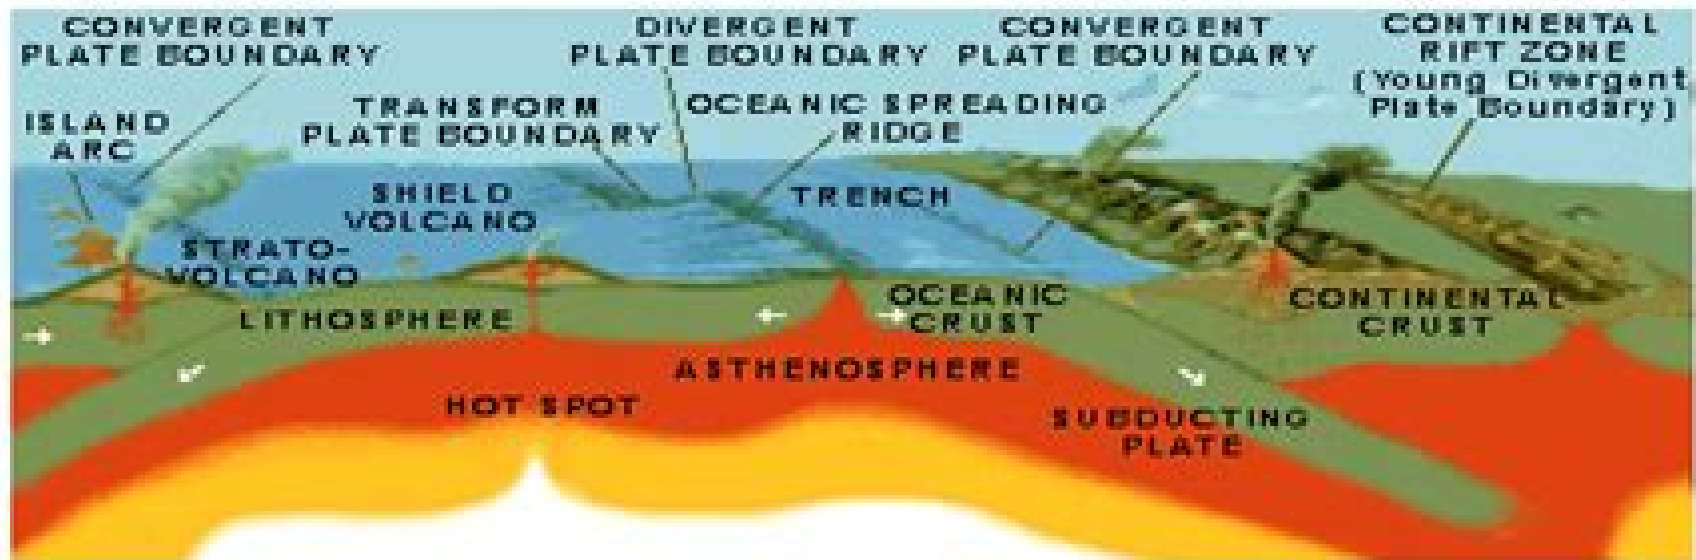 CONVERGENT
PLATE BOUNDARY
DIVERGENT
PLATE BOUNDARY
CONVERGENT
PLATE BOUNDARY
CONTINENTAL
RIFT ZONE
(Young Divergent
Plate Boundary)
ISLAND
ARC
TRANSFORM
PLATE BOUNDARY
OCEANIC SPREADING
RIDGE
SHIELD
VOLCANO
TRENCH
STRATO-
VOLCANO
LITHOSPHERE
OCEANIC
CRUST
CONTINENTAL
CRUST
ASTHENOSPHERE
HOT SPOT
SUBDUCTING
PLATE